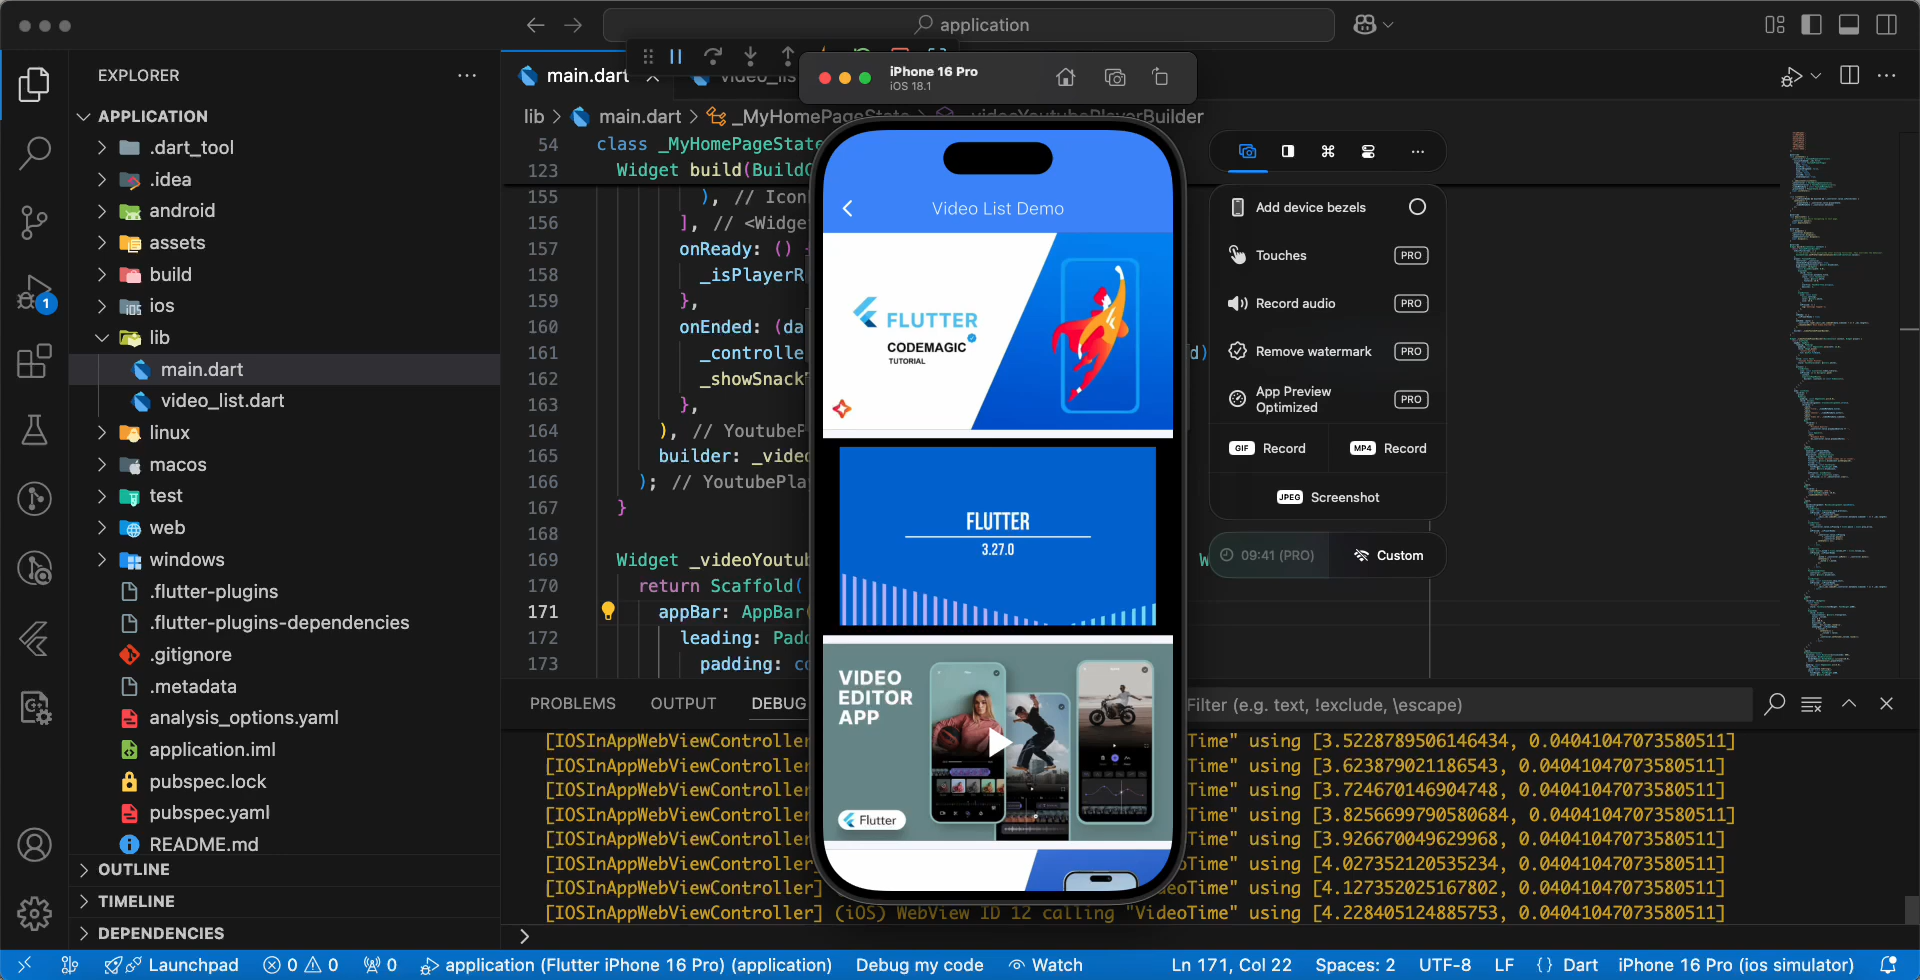 application
EXPLORER
main.dart
video_lis
iPhone 16 Pro
iOS 18.1
APPLICATION
.dart_tool
.idea
android
assets
build
ios
lib
main.dart
video_list.dart
linux
macos
test
web
windows
.flutter-plugins
.flutter-plugins-dependencies
.gitignore
.metadata
analysis_options.yaml
application.iml
pubspec.lock
pubspec.yaml
README.md
OUTLINE
TIMELINE
DEPENDENCIES
lib > main.dart > _MyHomePageState > _videoYoutubePlayerBuilder
54 class _MyHomePageState
123 Widget build(BuildC
155 ), // Icon
156 ], // <Widge
157 onReady: () {
158 _isPlayerR
159 },
160 onEnded: (da
161 _controlle d)
162 _showSnack
163 },
164 ), // YoutubeP
165 builder: _vide
166 ); // YoutubePla
167 }
168
169 Widget _videoYoutub W
170 return Scaffold(
171 appBar: AppBar(
172 leading: Padd
173 padding: co
Video List Demo
FLUTTER
CODEMAGIC
TUTORIAL
FLUTTER
3.27.0
VIDEO
EDITOR
APP
Flutter
Add device bezels
Touches PRO
Record audio PRO
Remove watermark PRO
App Preview
Optimized PRO
GIF Record MP4 Record
JPEG Screenshot
09:41 (PRO) Custom
PROBLEMS OUTPUT DEBUG
Filter (e.g. text, !exclude, \escape)
[IOSInAppWebViewController Time" using [3.5228789506146434, 0.04041047073580511]
[IOSInAppWebViewController Time" using [3.623879021186543, 0.04041047073580511]
[IOSInAppWebViewController Time" using [3.724670146904748, 0.04041047073580511]
[IOSInAppWebViewController Time" using [3.8256699790580684, 0.04041047073580511]
[IOSInAppWebViewController Time" using [3.926670049629968, 0.04041047073580511]
[IOSInAppWebViewController Time" using [4.027352120535234, 0.04041047073580511]
[IOSInAppWebViewController] eoTime" using [4.127352025167802, 0.04041047073580511]
[IOSInAppWebViewController] (iOS) WebView ID 12 calling "VideoTime" using [4.228405124885753, 0.04041047073580511]
>
1
Launchpad 0 0 0 application (Flutter iPhone 16 Pro) (application) Debug my code Watch Ln 171, Col 22 Spaces: 2 UTF-8 LF {} Dart iPhone 16 Pro (ios simulator)